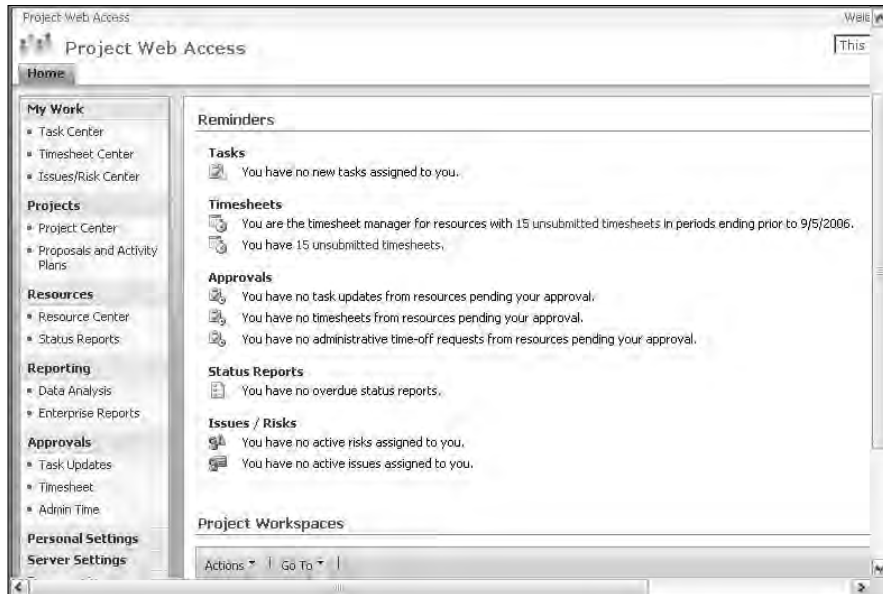 Project Web Access
Project Web Access
This
Home
My Work
Task Center
Timesheet Center
Issues/Risk Center
Projects
Project Center
Proposals and Activity
Plans
Resources
Resource Center
Status Reports
Reporting
Data Analysis
Enterprise Reports
Approvals
Task Updates
Timesheet
Admin Time
Personal Settings
Server Settings
Reminders
Tasks
You have no new tasks assigned to you.
Timesheets
You are the timesheet manager for resources with 15 unsubmitted timesheets in periods ending prior to 9/5/2006.
You have 15 unsubmitted timesheets.
Approvals
You have no task updates from resources pending your approval.
You have no timesheets from resources pending your approval.
You have no administrative time-off requests from resources pending your approval.
Status Reports
You have no overdue status reports.
Issues / Risks
You have no active risks assigned to you.
You have no active issues assigned to you.
Project Workspaces
Actions | Go To |